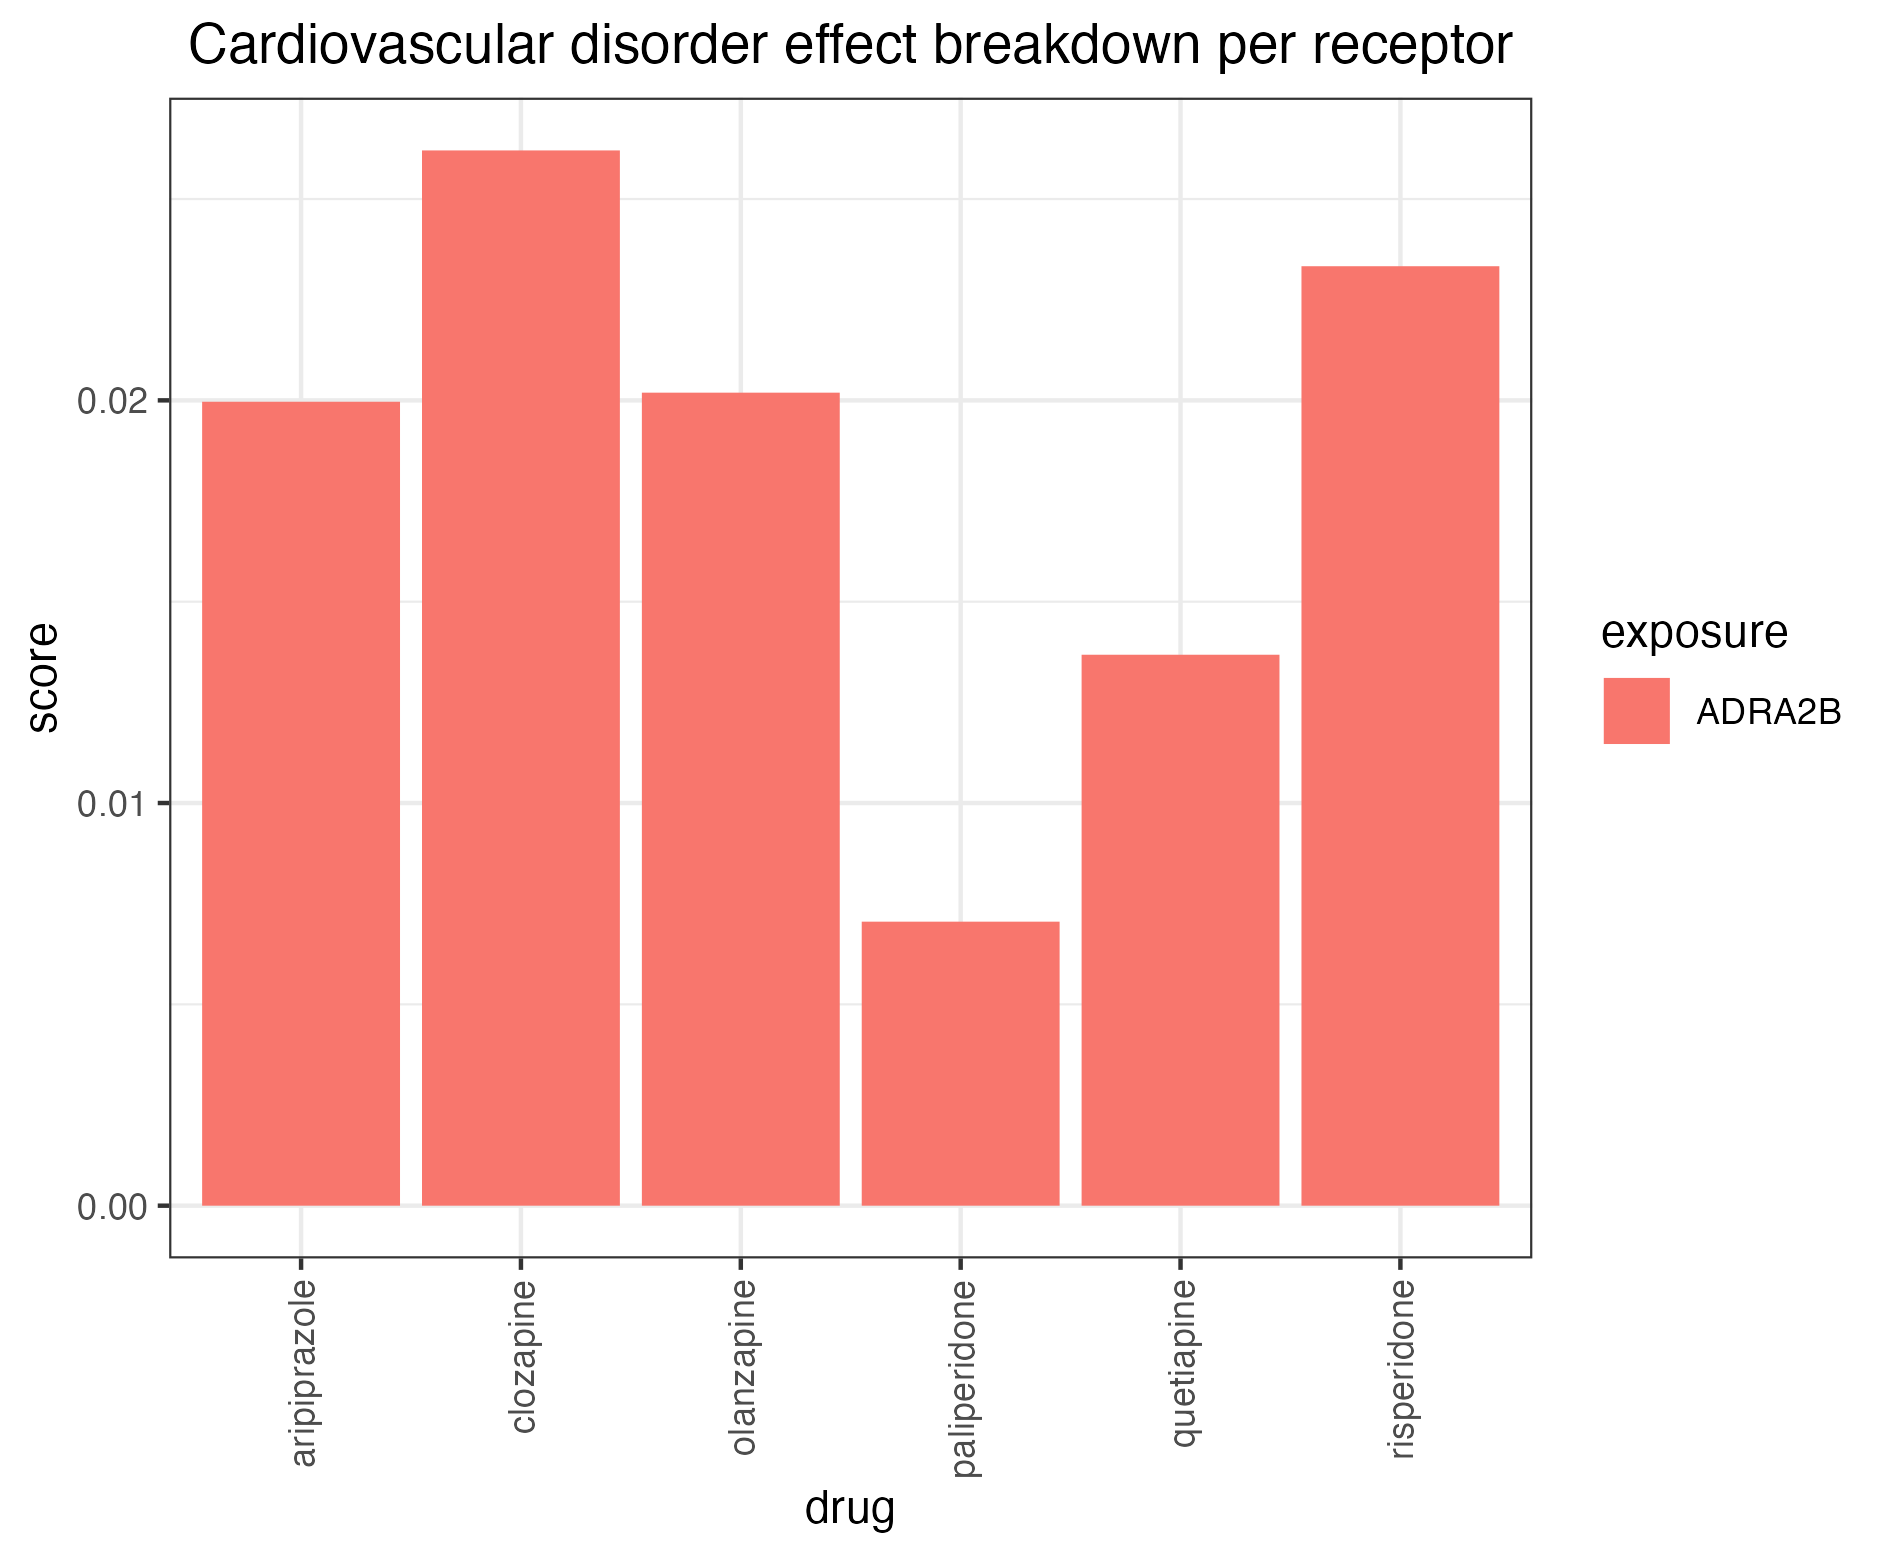 Cardiovascular disorder effect breakdown per receptor
score
0.02
0.01
0.00
aripiprazole
clozapine
olanzapine
paliperidone
quetiapine
risperidone
drug
exposure
ADRA2B